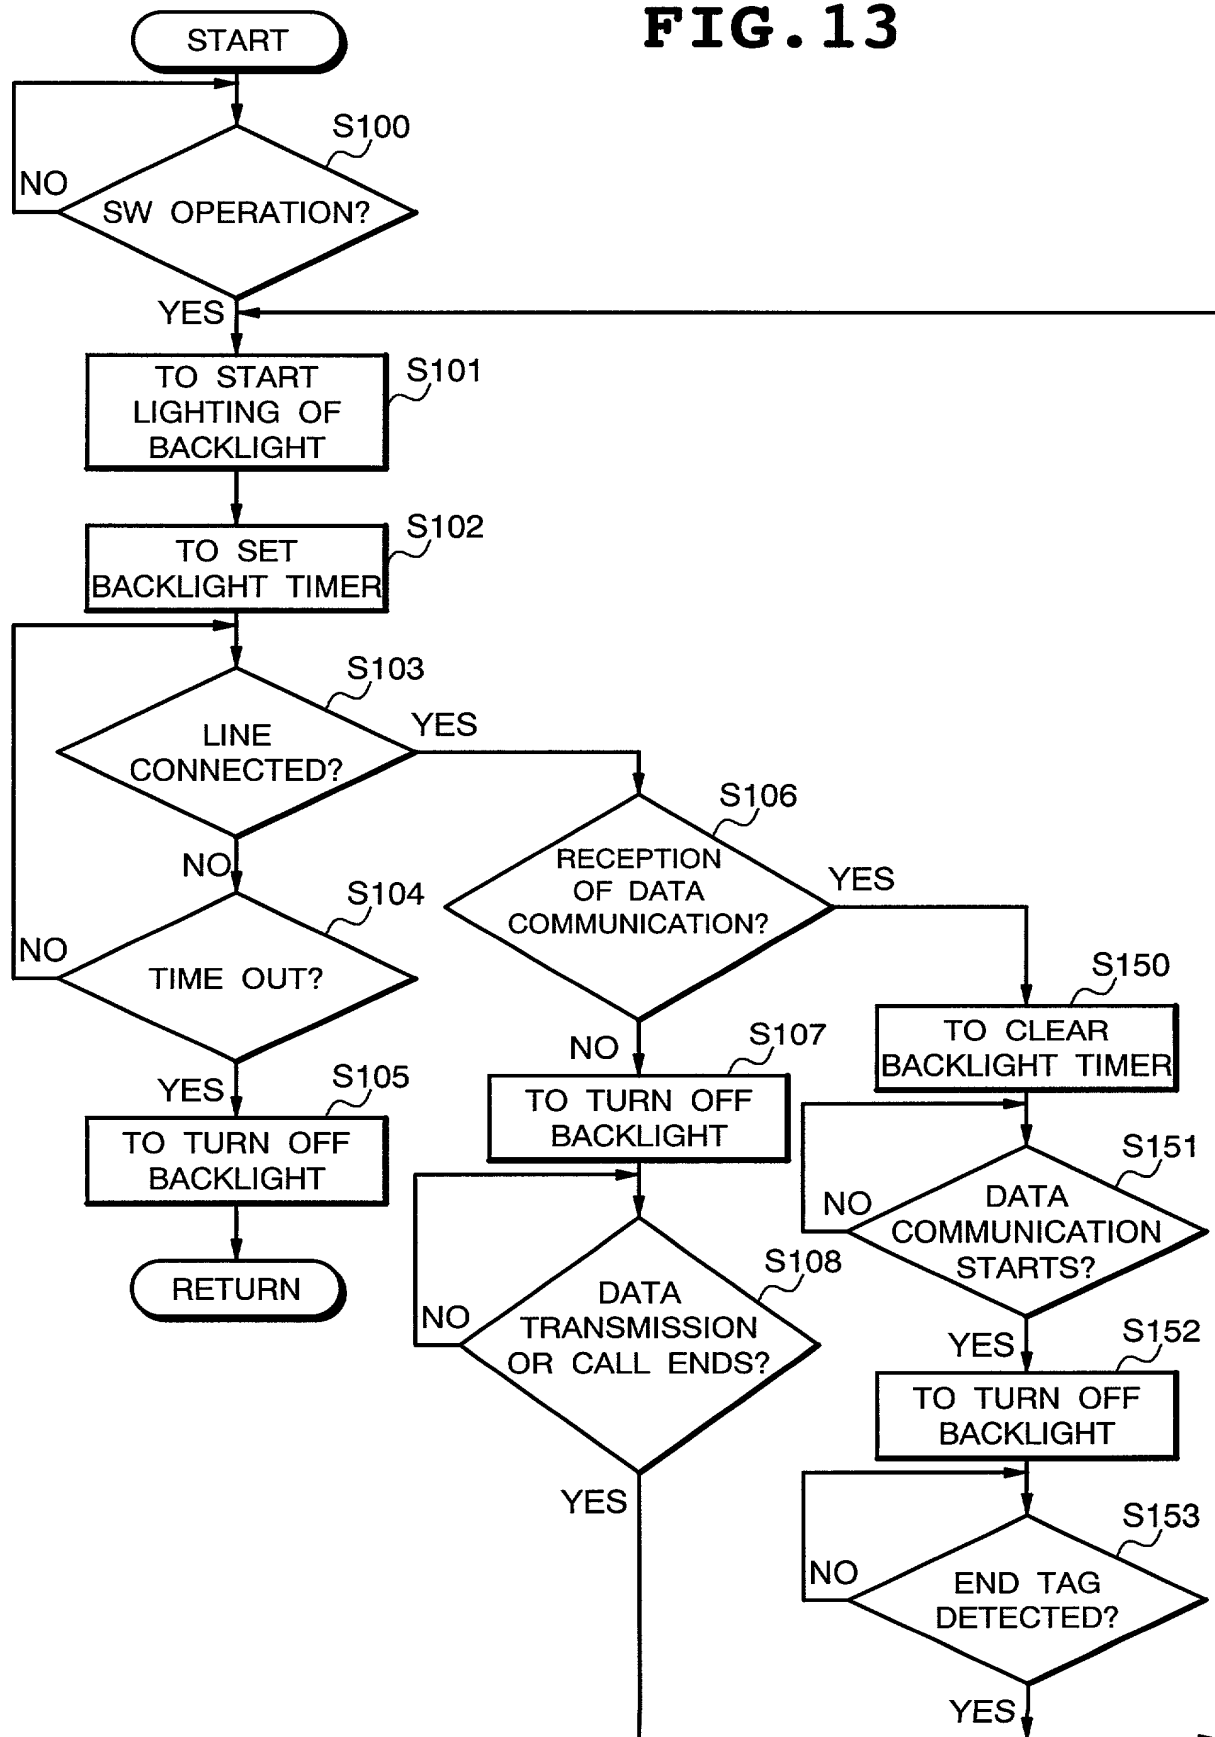 FIG.13
START
S100
NO
SW OPERATION?
YES
S101
TO START
LIGHTING OF
BACKLIGHT
S102
TO SET
BACKLIGHT TIMER
S103
YES
LINE
CONNECTED?
NO
S104
NO
TIME OUT?
YES
S105
TO TURN OFF
BACKLIGHT
RETURN
S106
RECEPTION
OF DATA
COMMUNICATION?
YES
NO
S107
TO TURN OFF
BACKLIGHT
S108
NO
DATA
TRANSMISSION
OR CALL ENDS?
YES
S150
TO CLEAR
BACKLIGHT TIMER
S151
NO
DATA
COMMUNICATION
STARTS?
YES
S152
TO TURN OFF
BACKLIGHT
S153
NO
END TAG
DETECTED?
YES